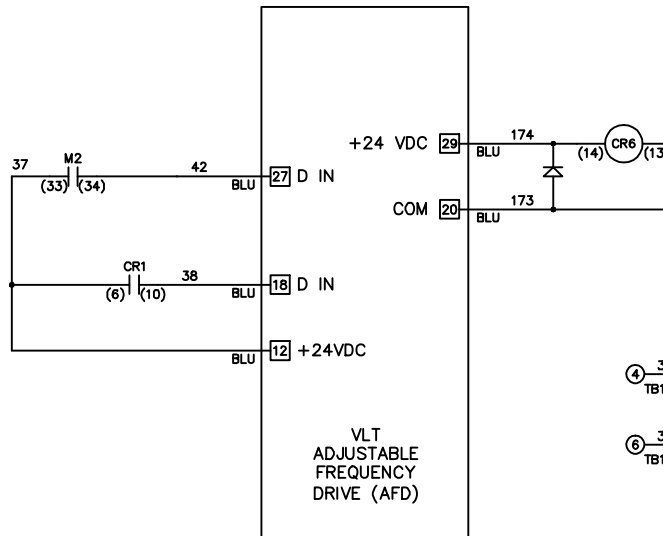 +24 VDC 29 174 (14) CR6 (13
BLU
37 M2 42
(33) (34) BLU 27 D IN
COM 20 173
BLU
CR1 38
(6) (10) BLU 18 D IN
BLU 12 +24VDC
4 3
TB1
VLT
ADJUSTABLE
FREQUENCY
DRIVE (AFD)
6 3
TB1